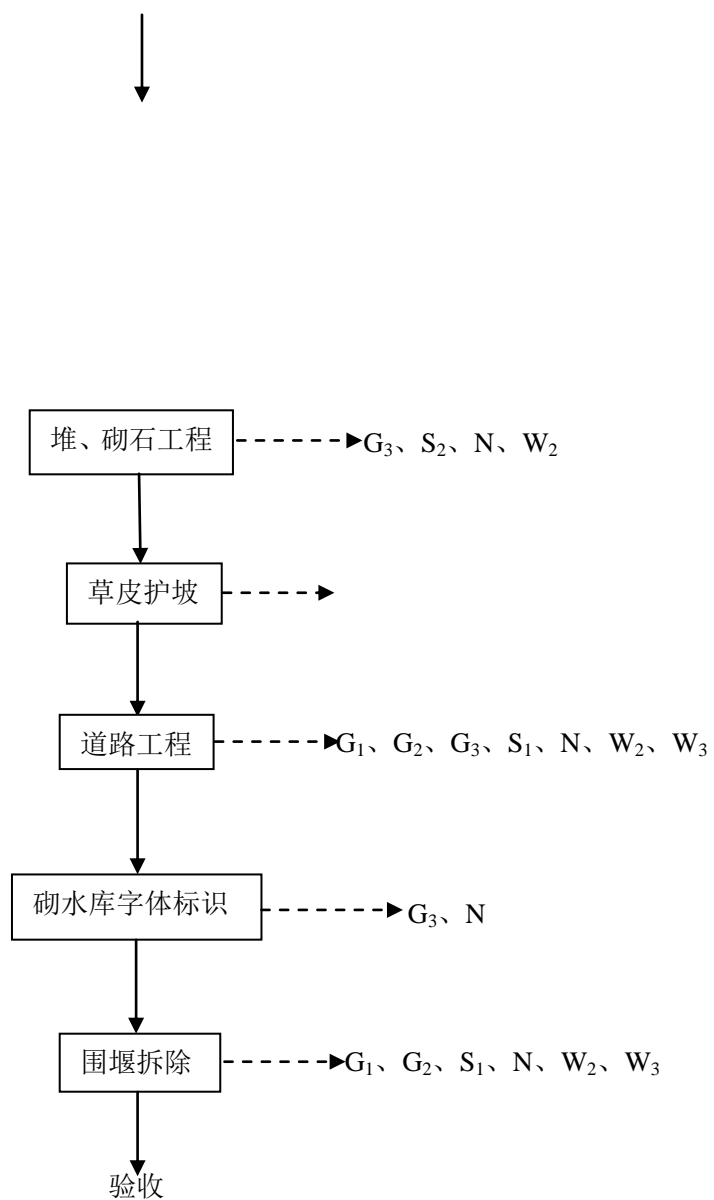 堆、砌石工程 G₃、S₂、N、W₂
草皮护坡
道路工程 G₁、G₂、G₃、S₁、N、W₂、W₃
砌水库字体标识 G₃、N
围堰拆除 G₁、G₂、S₁、N、W₂、W₃
验收